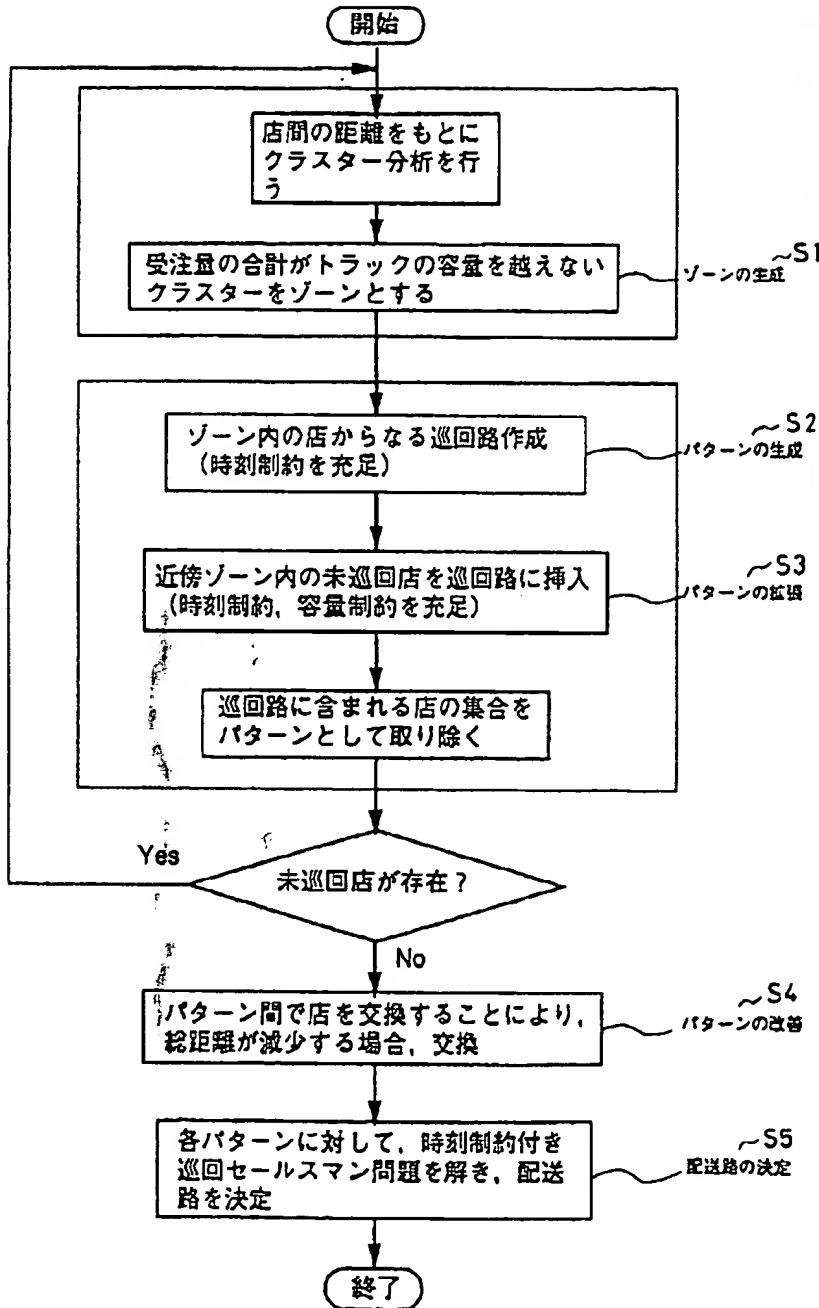 開始
店間の距離をもとに
クラスター分析を行
う
受注量の合計がトラックの容量を越えない
クラスターをゾーンとする
～S1
ゾーンの生成
ゾーン内の店からなる巡回路作成
(時刻制約を充足)
～S2
パターンの生成
近傍ゾーン内の未巡回店を巡回路に挿入
(時刻制約,容量制約を充足)
～S3
パターンの拡張
巡回路に含まれる店の集合を
パターンとして取り除く
Yes
未巡回店が存在?
No
パターン間で店を交換することにより,
総距離が減少する場合,交換
～S4
パターンの改善
各パターンに対して,時刻制約付き
巡回セールスマン問題を解き,配送
路を決定
～S5
配送路の決定
終了